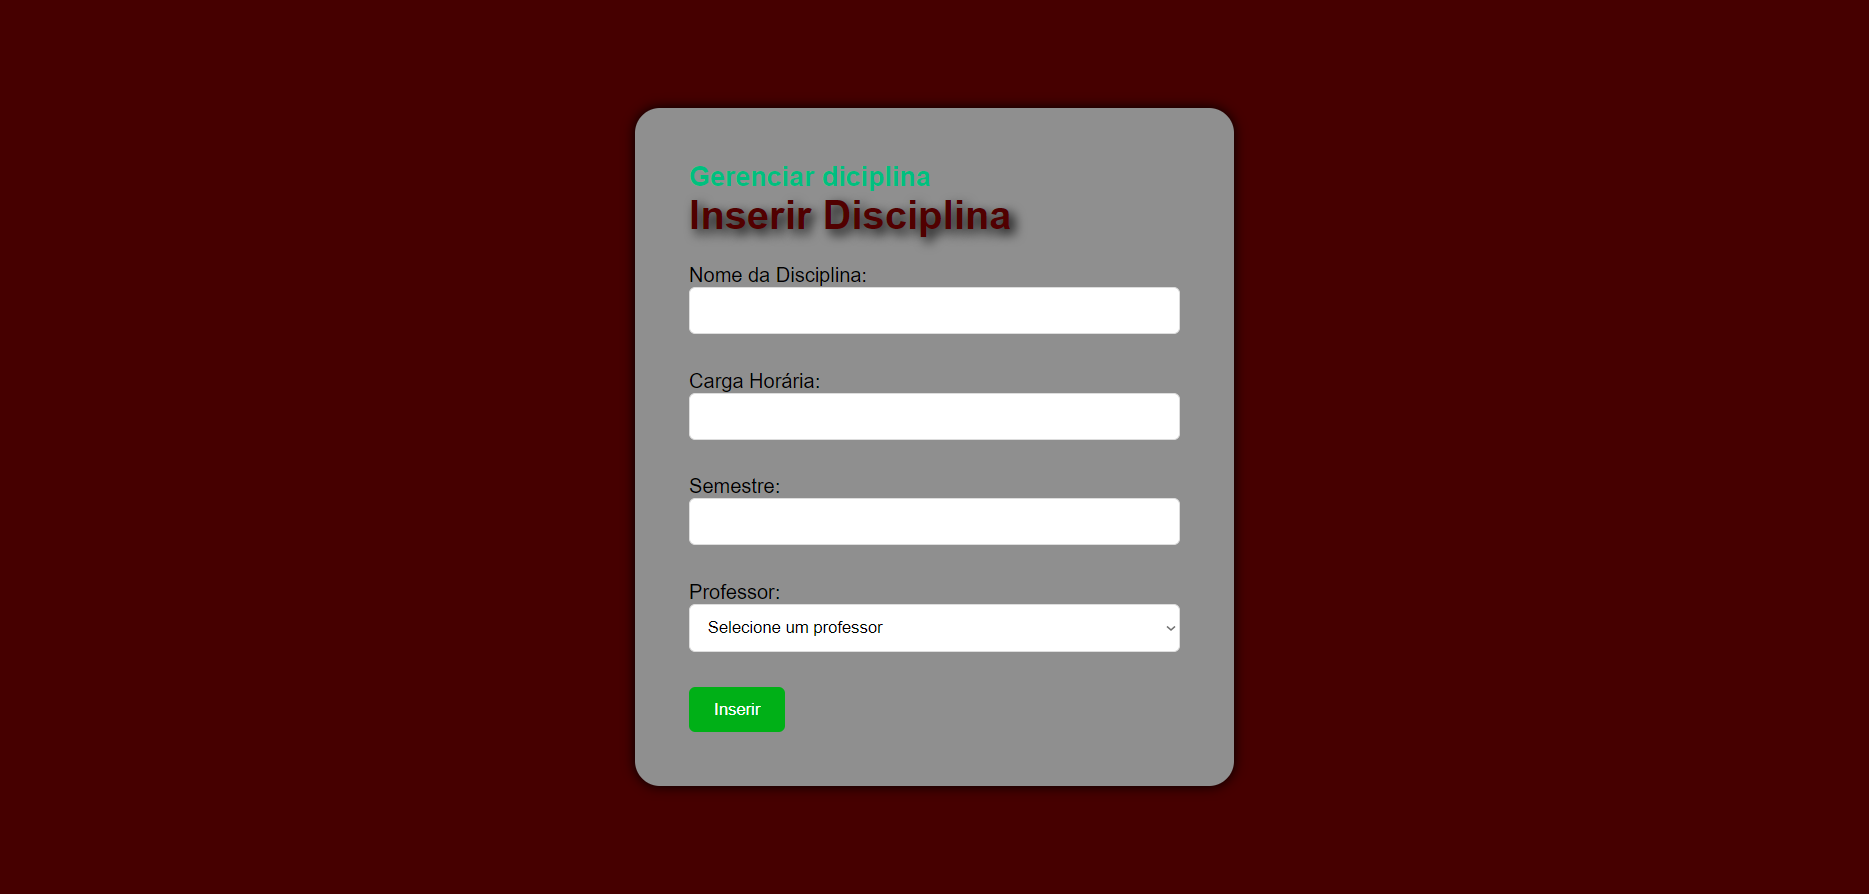 Gerenciar diciplina
Inserir Disciplina
Nome da Disciplina:
Carga Horária:
Semestre:
Professor:
Selecione um professor
Inserir